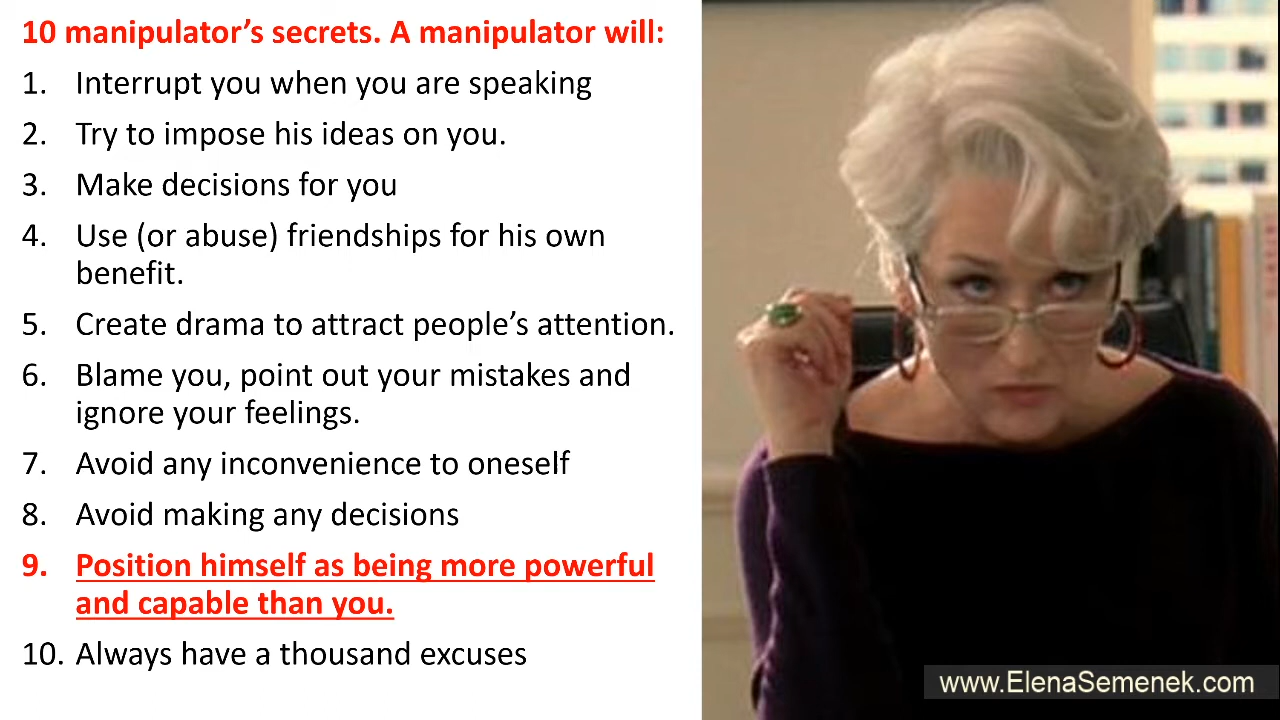 10 manipulator’s secrets. A manipulator will:
1. Interrupt you when you are speaking
2. Try to impose his ideas on you.
3. Make decisions for you
4. Use (or abuse) friendships for his own
benefit.
5. Create drama to attract people’s attention.
6. Blame you, point out your mistakes and
ignore your feelings.
7. Avoid any inconvenience to oneself
8. Avoid making any decisions
9. Position himself as being more powerful
and capable than you.
10. Always have a thousand excuses
www.ElenaSemenek.com